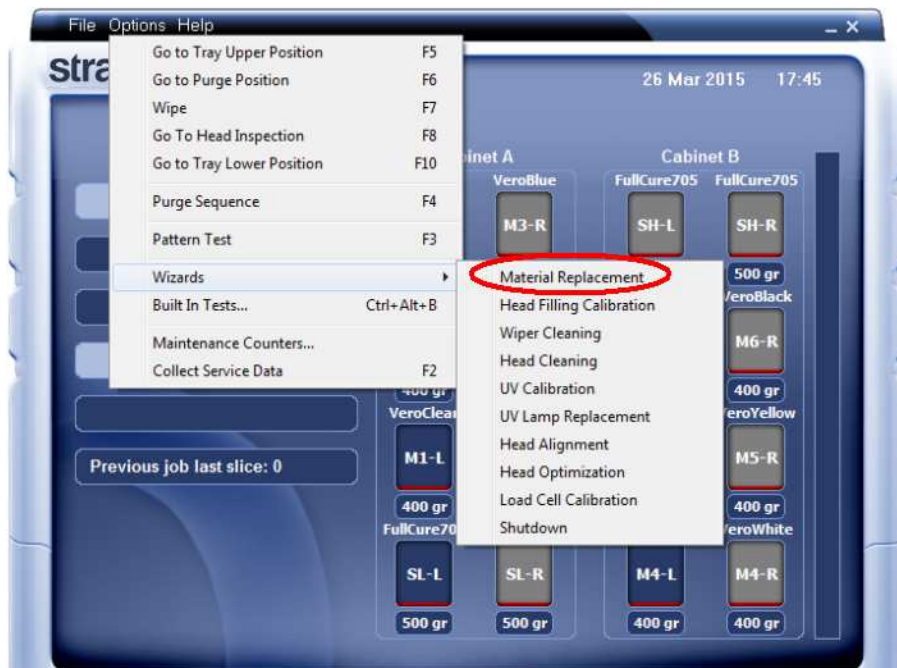 File Options Help
Go to Tray Upper Position F5
Go to Purge Position F6
Wipe F7
Go To Head Inspection F8
Go to Tray Lower Position F10
Purge Sequence F4
Pattern Test F3
Wizards
Built In Tests... Ctrl+Alt+B
Maintenance Counters...
Collect Service Data F2
Material Replacement
Head Filling Calibration
Wiper Cleaning
Head Cleaning
UV Calibration
UV Lamp Replacement
Head Alignment
Head Optimization
Load Cell Calibration
Shutdown
stra
26 Mar 2015 17:45
inet A Cabinet B
VeroBlue FullCure705 FullCure705
M3-R SH-L SH-R
500 gr
VeroBlack
M6-R
400 gr 400 gr
VeroClea eroYellow
M1-L M5-R
400 gr 400 gr
Previous job last slice: 0
FullCure70 eroWhite
SL-L SL-R M4-L M4-R
500 gr 500 gr 400 gr 400 gr